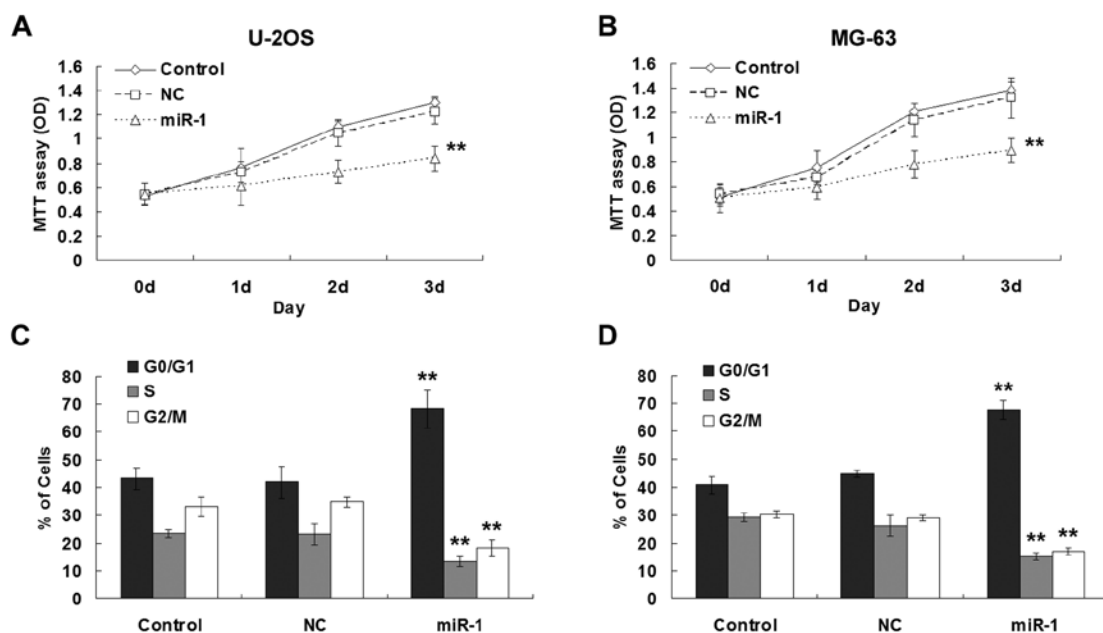 A
U-2OS
1.6
1.4
1.2
1
0.8
0.6
0.4
0.2
0
MTT assay (OD)
Control
NC
miR-1
**
0d 1d 2d 3d
Day
B
MG-63
1.6
1.4
1.2
1
0.8
0.6
0.4
0.2
0
MTT assay (OD)
Control
NC
miR-1
**
0d 1d 2d 3d
Day
C
G0/G1
S
G2/M
80
70
60
50
40
30
20
10
0
% of Cells
**
** **
Control NC miR-1
D
G0/G1
S
G2/M
80
70
60
50
40
30
20
10
0
% of Cells
**
** **
Control NC miR-1